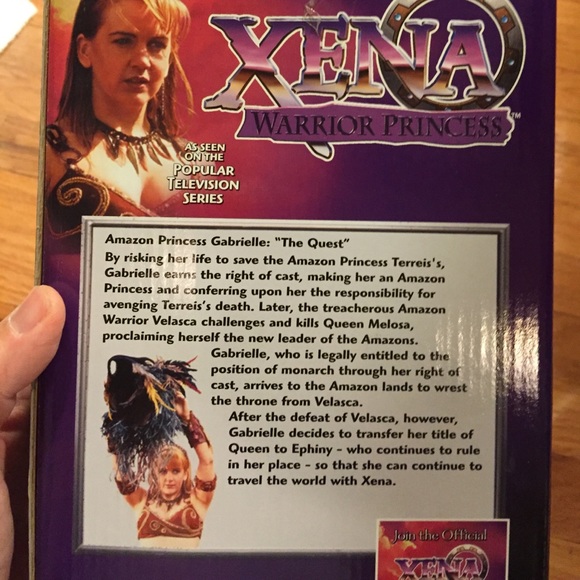 XENA
WARRIOR PRINCESS™
AS SEEN
ON THE
POPULAR
TELEVISION
SERIES
Amazon Princess Gabrielle: "The Quest"
By risking her life to save the Amazon Princess Terreis's,
Gabrielle earns the right of cast, making her an Amazon
Princess and conferring upon her the responsibility for
avenging Terreis's death. Later, the treacherous Amazon
Warrior Velasca challenges and kills Queen Melosa,
proclaiming herself the new leader of the Amazons.
Gabrielle, who is legally entitled to the
position of monarch through her right of
cast, arrives to the Amazon lands to wrest
the throne from Velasca.
After the defeat of Velasca, however,
Gabrielle decides to transfer her title of
Queen to Ephiny - who continues to rule
in her place - so that she can continue to
travel the world with Xena.
Join the Official
XENA